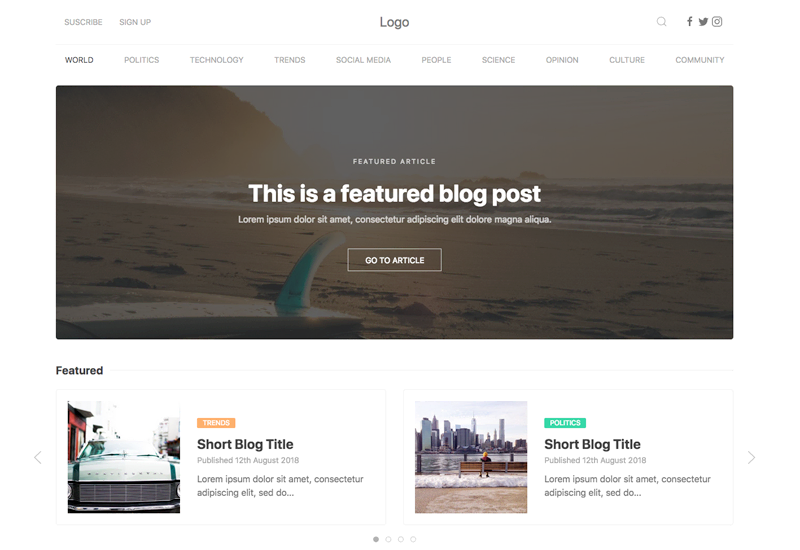 SUSCRIBE SIGN UP Logo
WORLD POLITICS TECHNOLOGY TRENDS SOCIAL MEDIA PEOPLE SCIENCE OPINION CULTURE COMMUNITY
FEATURED ARTICLE
This is a featured blog post
Lorem ipsum dolor sit amet, consectetur adipiscing elit dolore magna aliqua.
GO TO ARTICLE
Featured
TRENDS
Short Blog Title
Published 12th August 2018
Lorem ipsum dolor sit amet, consectetur
adipiscing elit, sed do...
POLITICS
Short Blog Title
Published 12th August 2018
Lorem ipsum dolor sit amet, consectetur
adipiscing elit, sed do...